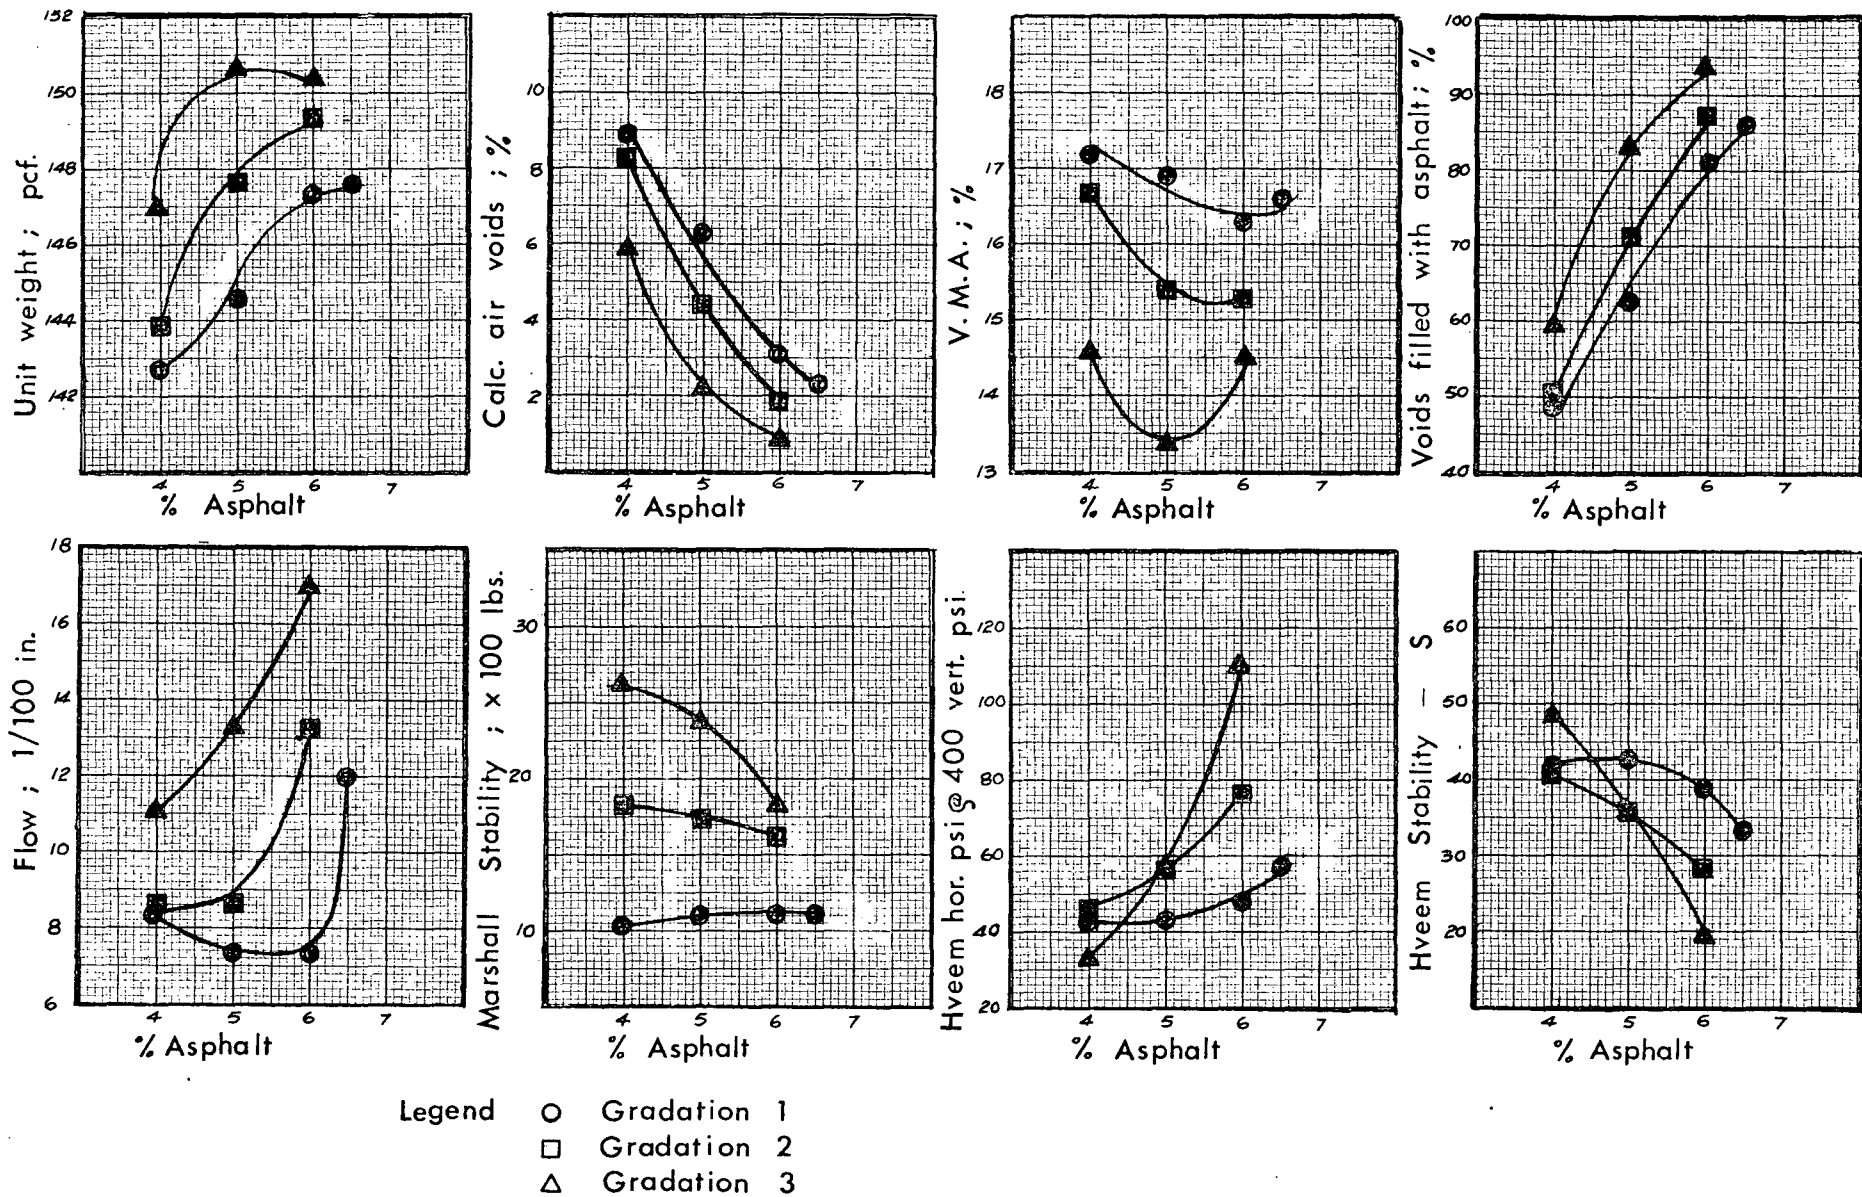 Unit weight ; pcf.
152
150
148
146
144
142
4 5 6 7
% Asphalt
Calc. air voids ; %
10
8
6
4
2
4 5 6 7
% Asphalt
V.M.A. ; %
18
17
16
15
14
13
4 5 6 7
% Asphalt
Voids filled with asphalt ; %
100
90
80
70
60
50
40
4 5 6 7
% Asphalt
Flow ; 1/100 in.
18
16
14
12
10
8
6
4 5 6 7
% Asphalt
Marshall Stability ; x 100 lbs.
30
20
10
4 5 6 7
% Asphalt
Hveem hor. psi @ 400 vert. psi.
120
100
80
60
40
20
4 5 6 7
% Asphalt
Hveem Stability – S
60
50
40
30
20
4 5 6 7
% Asphalt
Legend
Gradation 1
Gradation 2
Gradation 3